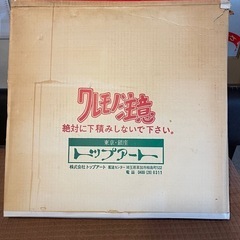 ワレモノ注意
絶対に下積みしないで下さい。
東京・銀座
トップアート
株式会社トップアート